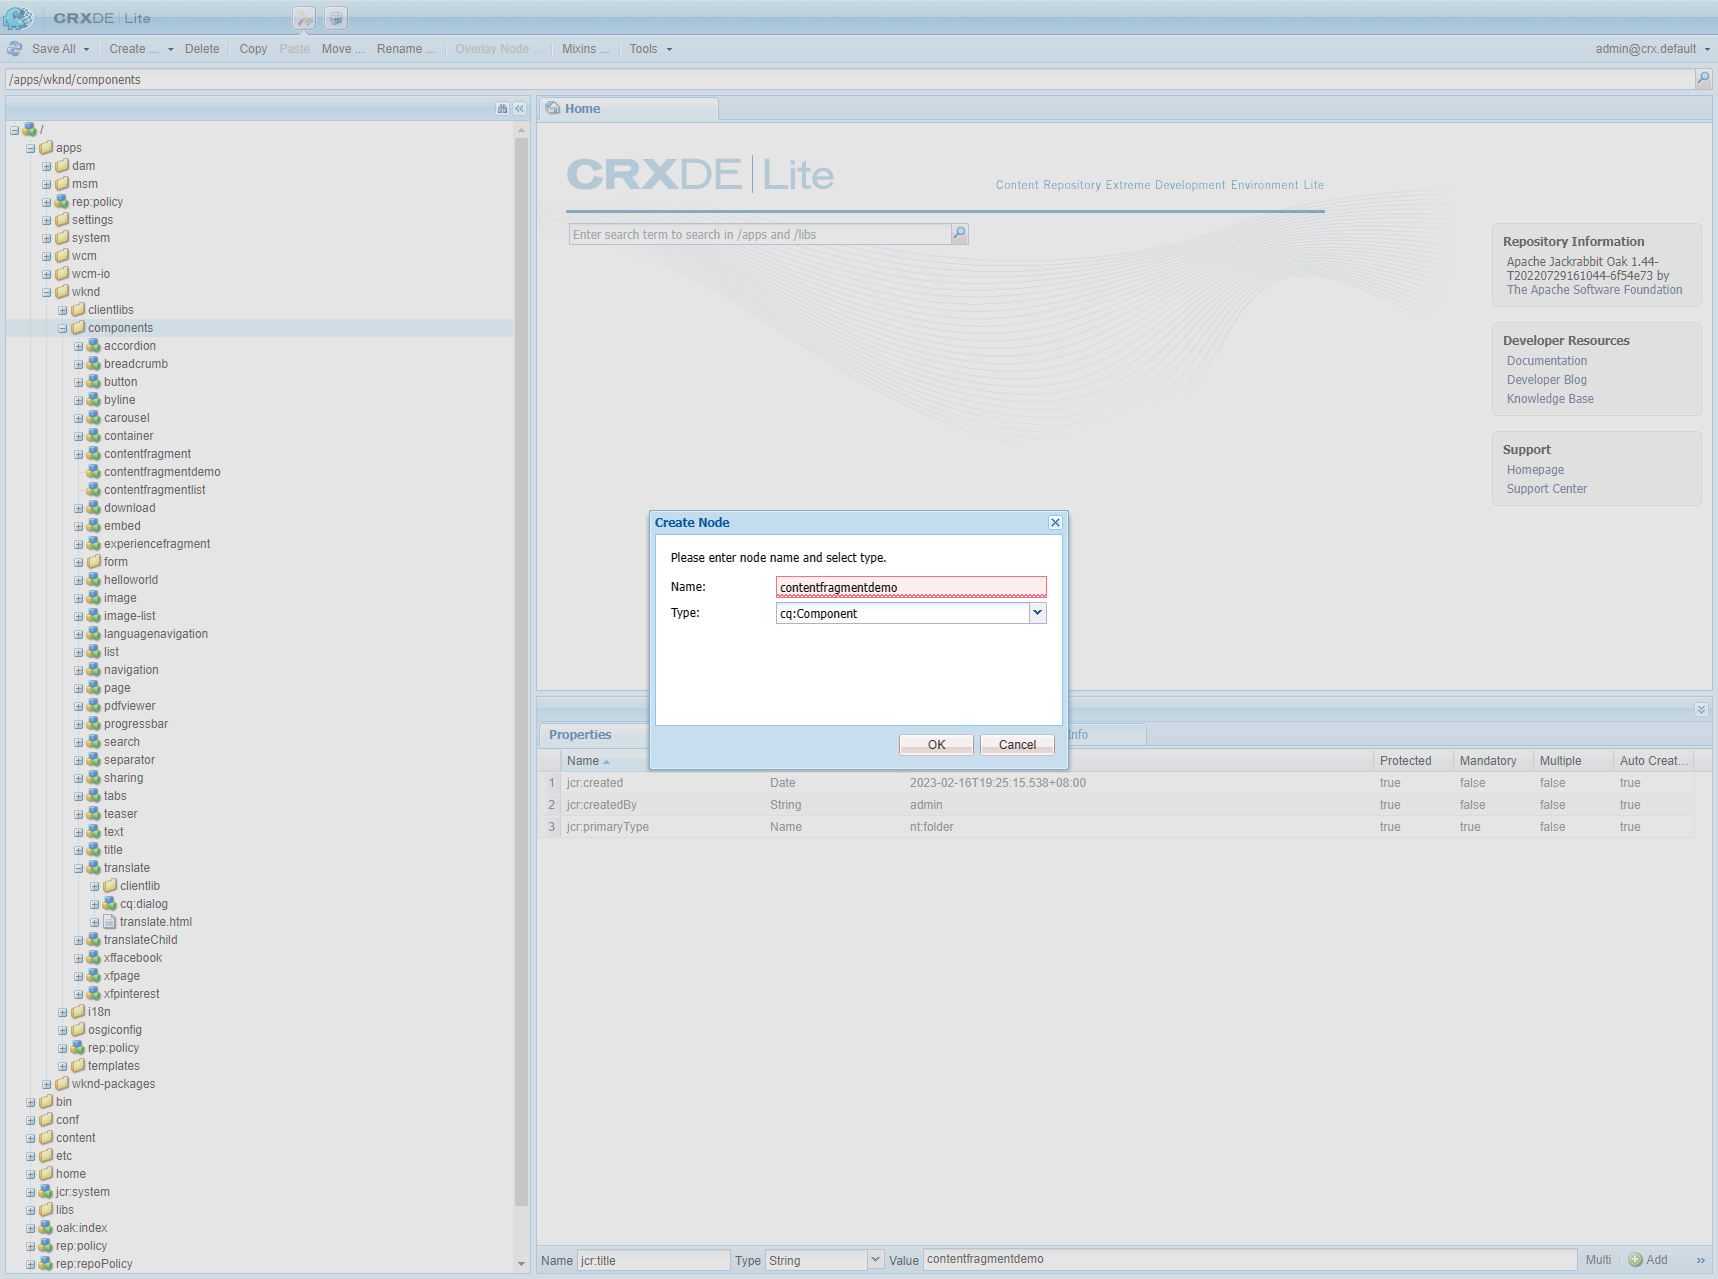 CRXDE | Lite
Save All Create ... Delete Copy Paste Move ... Rename ... Overlay Node ... Mixins ... Tools admin@crx.default
/apps/wknd/components
/
apps
dam
msm
rep:policy
settings
system
wcm
wcm-io
wknd
clientlibs
components
accordion
breadcrumb
button
byline
carousel
container
contentfragment
contentfragmentdemo
contentfragmentlist
download
embed
experiencefragment
form
helloworld
image
image-list
languagenavigation
list
navigation
page
pdfviewer
progressbar
search
separator
sharing
tabs
teaser
text
title
translate
clientlib
cq:dialog
translate.html
translateChild
xffacebook
xfpage
xfpinterest
i18n
osgiconfig
rep:policy
templates
wknd-packages
bin
conf
content
etc
home
jcr:system
libs
oak:index
rep:policy
rep:repoPolicy
Home
CRXDE | Lite
Content Repository Extreme Development Environment Lite
Enter search term to search in /apps and /libs
Repository Information
Apache Jackrabbit Oak 1.44-
T20220729161044-6f54e73 by
The Apache Software Foundation
Developer Resources
Documentation
Developer Blog
Knowledge Base
Support
Homepage
Support Center
Create Node
Please enter node name and select type.
Name: contentfragmentdemo
Type: cq:Component
OK Cancel
Properties Info
Name Protected Mandatory Multiple Auto Creat...
1 jcr:created Date 2023-02-16T19:25:15.538+08:00 true false false true
2 jcr:createdBy String admin true false false true
3 jcr:primaryType Name nt:folder true true false true
Name jcr:title Type String Value contentfragmentdemo Multi Add »